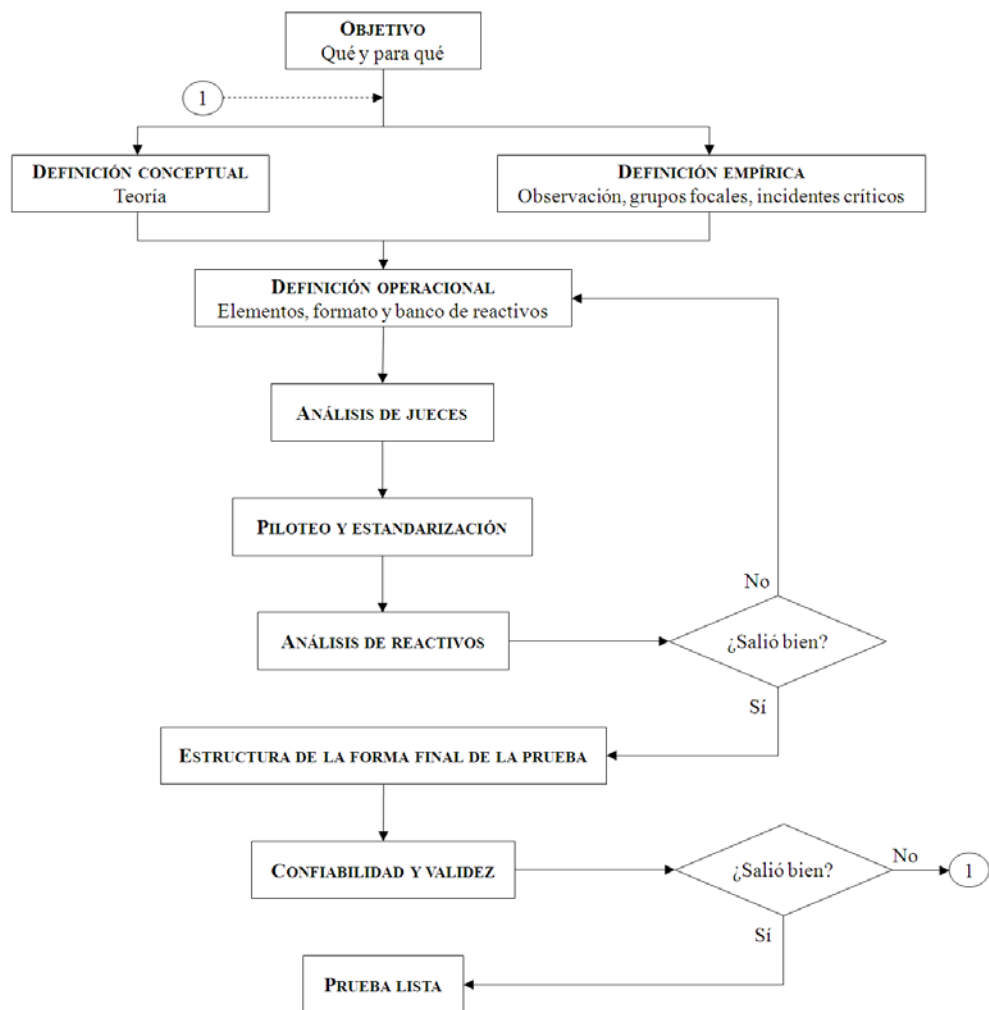 OBJETIVO
Qué y para qué
1
DEFINICIÓN CONCEPTUAL
Teoría
DEFINICIÓN EMPÍRICA
Observación, grupos focales, incidentes críticos
DEFINICIÓN OPERACIONAL
Elementos, formato y banco de reactivos
ANÁLISIS DE JUECES
PILOTEO Y ESTANDARIZACIÓN
ANÁLISIS DE REACTIVOS
No
¿Salió bien?
Sí
ESTRUCTURA DE LA FORMA FINAL DE LA PRUEBA
CONFIABILIDAD Y VALIDEZ
¿Salió bien?
No
1
Sí
PRUEBA LISTA